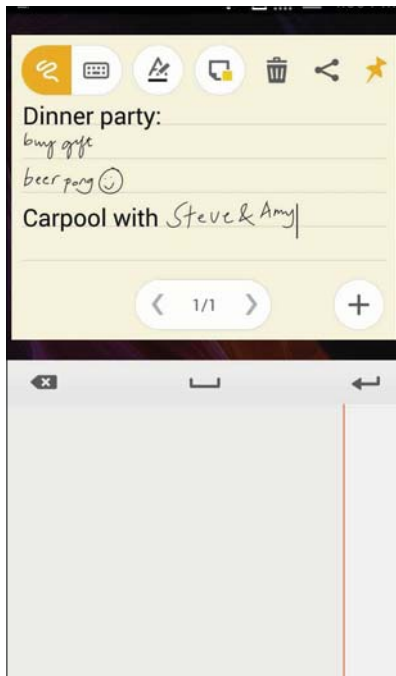 Dinner party:
buy gift
beer pong ☺
Carpool with Steve & Amy
1/1